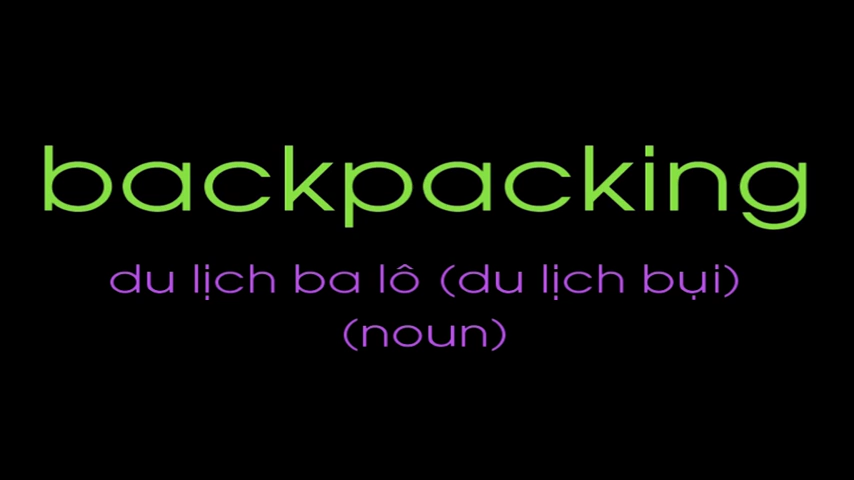 backpacking
du lịch ba lô (du lịch bụi)
(noun)